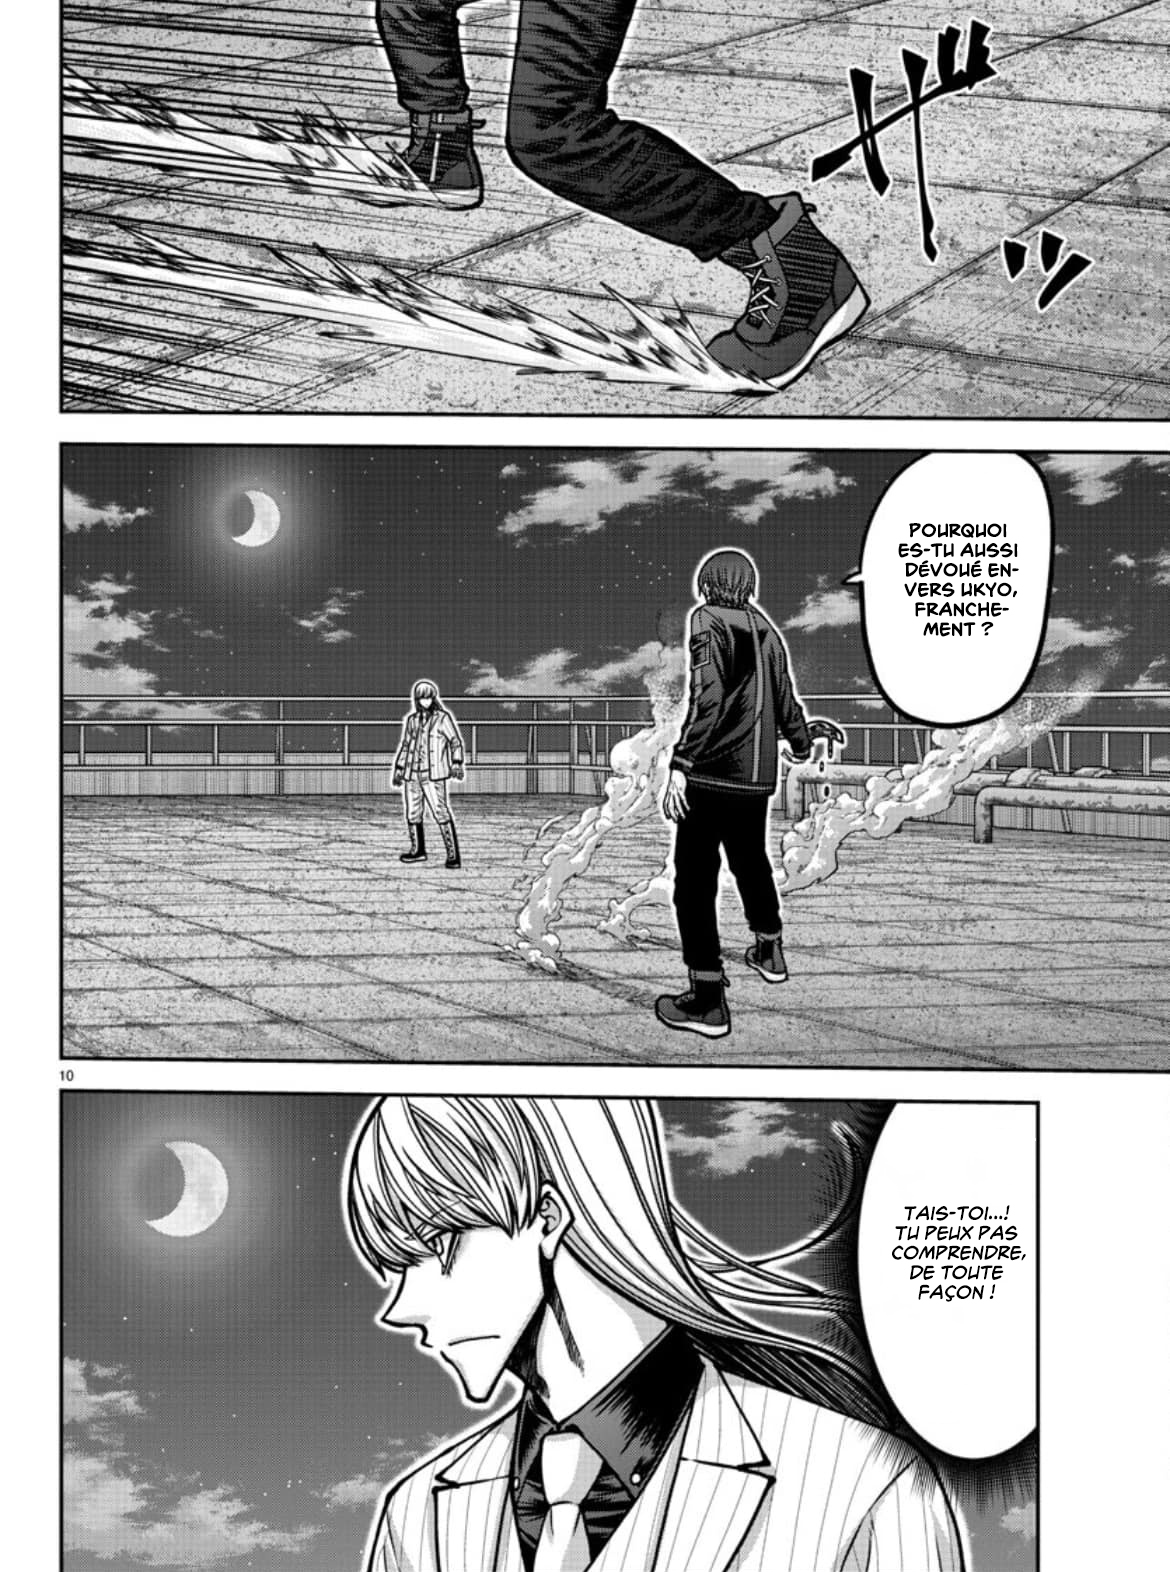 ザッ
POURQUOI
ES-TU AUSSI
DÉVOUÉ EN-
VERS UKYO,
FRANCHE-
MENT ?
10
TAIS-TOI...!
TU PEUX PAS
COMPRENDRE,
DE TOUTE
FAÇON !